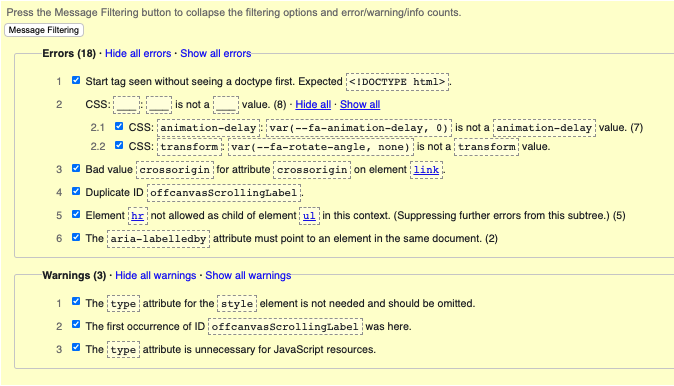 Press the Message Filtering button to collapse the filtering options and error/warning/info counts.
Message Filtering
Errors (18) · Hide all errors · Show all errors
1 Start tag seen without seeing a doctype first. Expected <!DOCTYPE html>.
2 CSS: ___: ___ is not a ___ value. (8) · Hide all · Show all
2.1 CSS: animation-delay: var(--fa-animation-delay, 0) is not a animation-delay value. (7)
2.2 CSS: transform: var(--fa-rotate-angle, none) is not a transform value.
3 Bad value crossorigin for attribute crossorigin on element link.
4 Duplicate ID offcanvasScrollingLabel.
5 Element hr not allowed as child of element ul in this context. (Suppressing further errors from this subtree.) (5)
6 The aria-labelledby attribute must point to an element in the same document. (2)
Warnings (3) · Hide all warnings · Show all warnings
1 The type attribute for the style element is not needed and should be omitted.
2 The first occurrence of ID offcanvasScrollingLabel was here.
3 The type attribute is unnecessary for JavaScript resources.